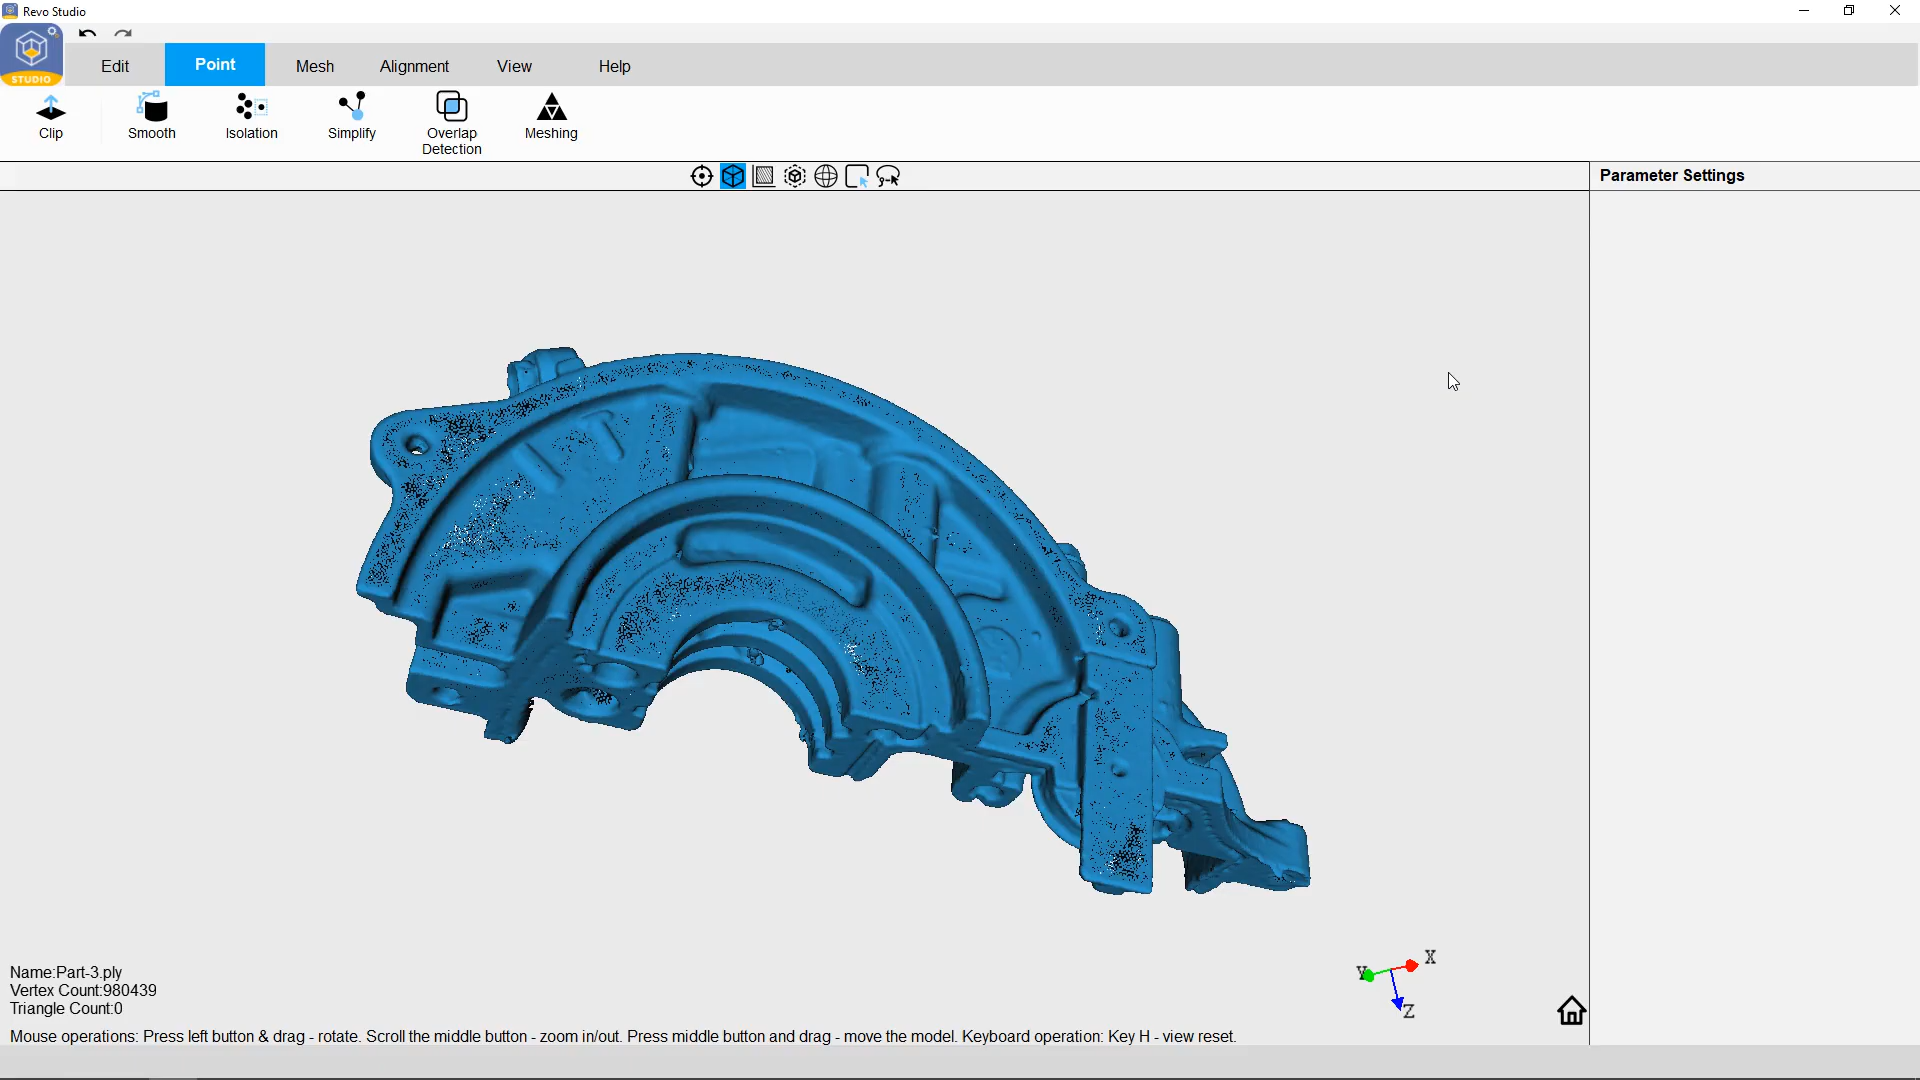 Revo Studio
STUDIO
Edit
Point
Mesh
Alignment
View
Help
Clip
Smooth
Isolation
Simplify
Overlap
Detection
Meshing
Parameter Settings
X
Y
Z
Name:Part-3.ply
Vertex Count:980439
Triangle Count:0
Mouse operations: Press left button & drag - rotate. Scroll the middle button - zoom in/out. Press middle button and drag - move the model. Keyboard operation: Key H - view reset.